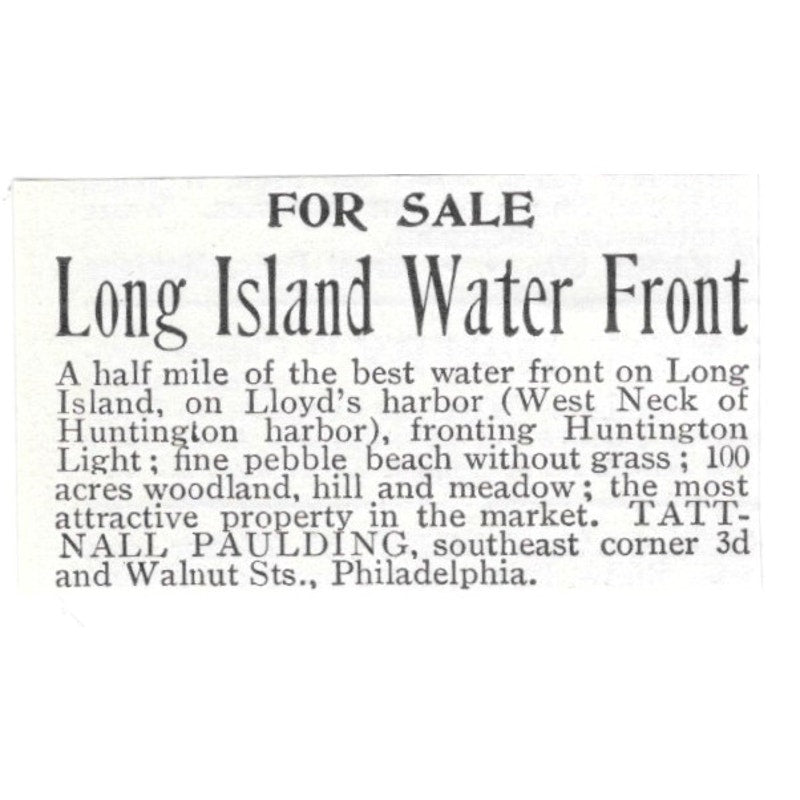 FOR SALE
Long Island Water Front
A half mile of the best water front on Long
Island, on Lloyd's harbor (West Neck of
Huntington harbor), fronting Huntington
Light; fine pebble beach without grass; 100
acres woodland, hill and meadow; the most
attractive property in the market. TATT-
NALL PAULDING, southeast corner 3d
and Walnut Sts., Philadelphia.